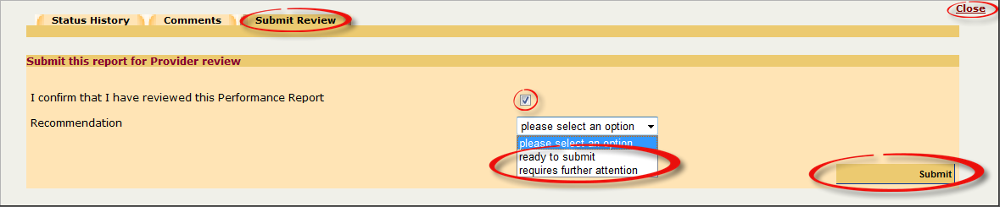 Close
Status History
Comments
Submit Review
Submit this report for Provider review
I confirm that I have reviewed this Performance Report
Recommendation
please select an option
please select an option
ready to submit
requires further attention
Submit